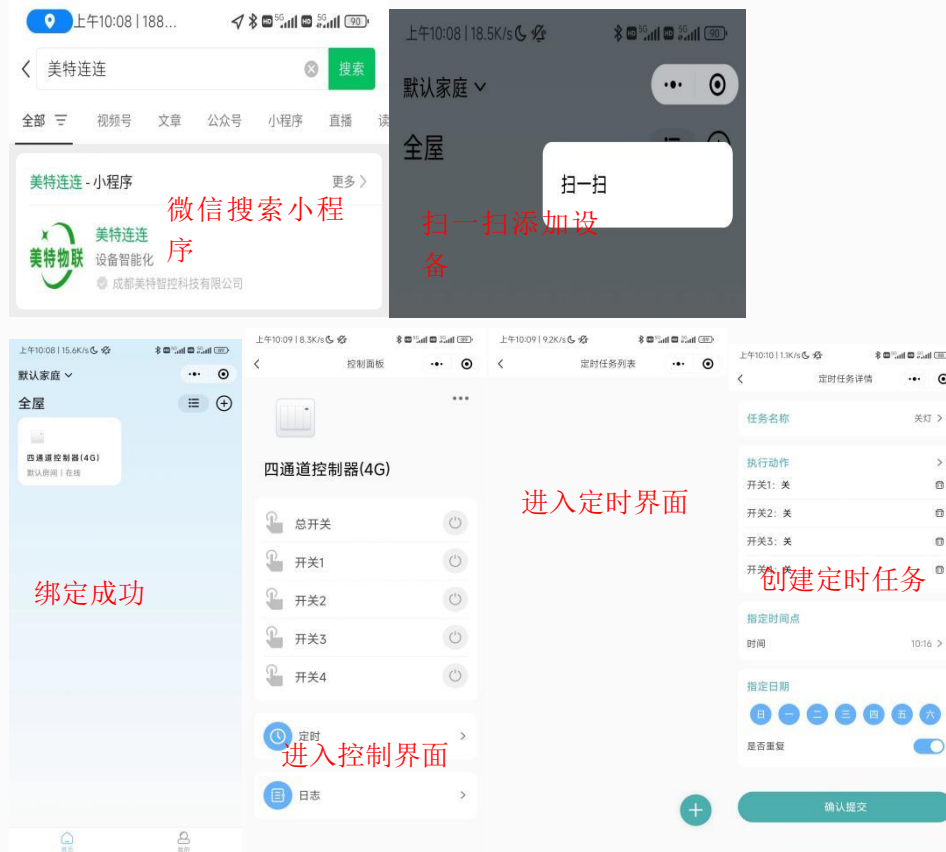 上午10:08 | 188...
5G
5G
90
美特连连
搜索
全部
视频号
文章
公众号
小程序
直播
读
美特连连 - 小程序
更多
微信搜索小程
序
美特物联
美特连连
设备智能化
成都美特智控科技有限公司
上午10:08 | 18.5K/s
5G
5G
90
默认家庭
全屋
扫一扫
扫一扫添加设
备
上午10:08 | 15.6K/s
默认家庭
全屋
四通道控制器(4G)
默认房间 | 在线
绑定成功
我的
上午10:09 | 8.3K/s
控制面板
四通道控制器(4G)
总开关
开关1
开关2
开关3
开关4
定时
进入控制界面
日志
上午10:09 | 9.2K/s
定时任务列表
进入定时界面
上午10:10 | 1.1K/s
定时任务详情
任务名称
关灯
执行动作
开关1: 关
开关2: 关
开关3: 关
开关4: 关
创建定时任务
指定时间点
时间
10:16
指定日期
日 一 二 三 四 五 六
是否重复
确认提交